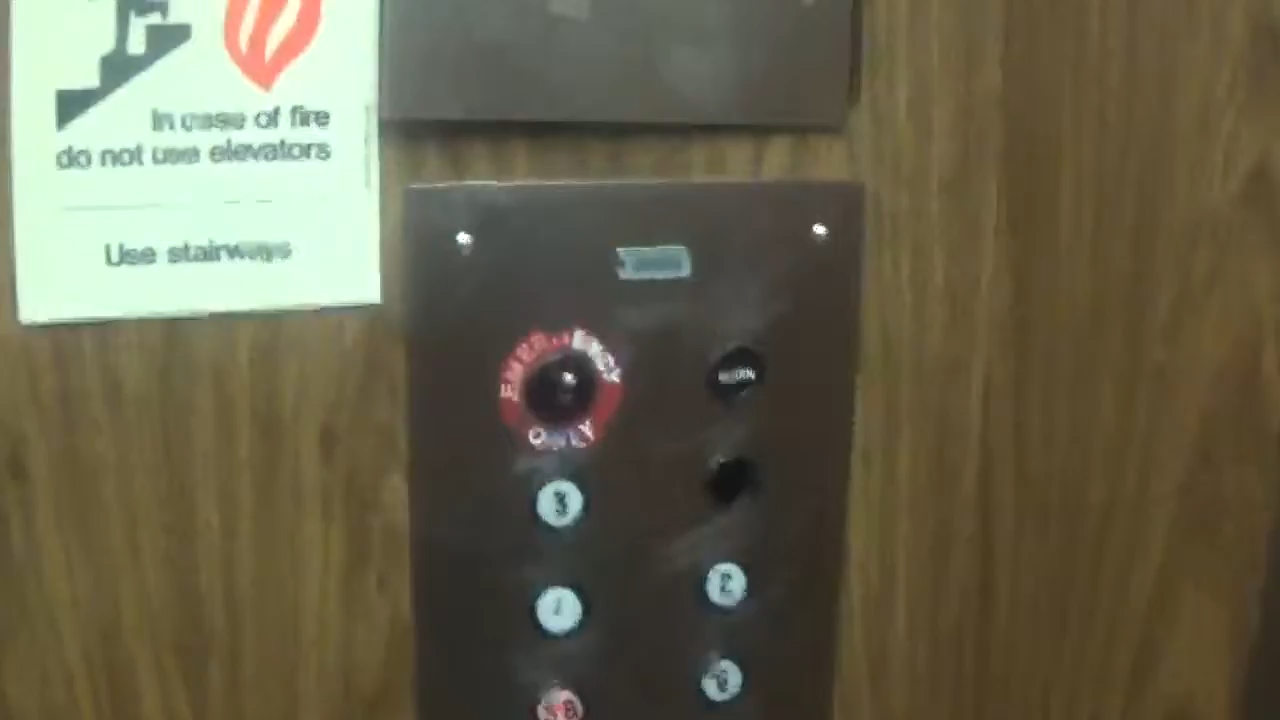 In case of fire
do not use elevators
Use stairways
EMERGENCY
ONLY
3
2